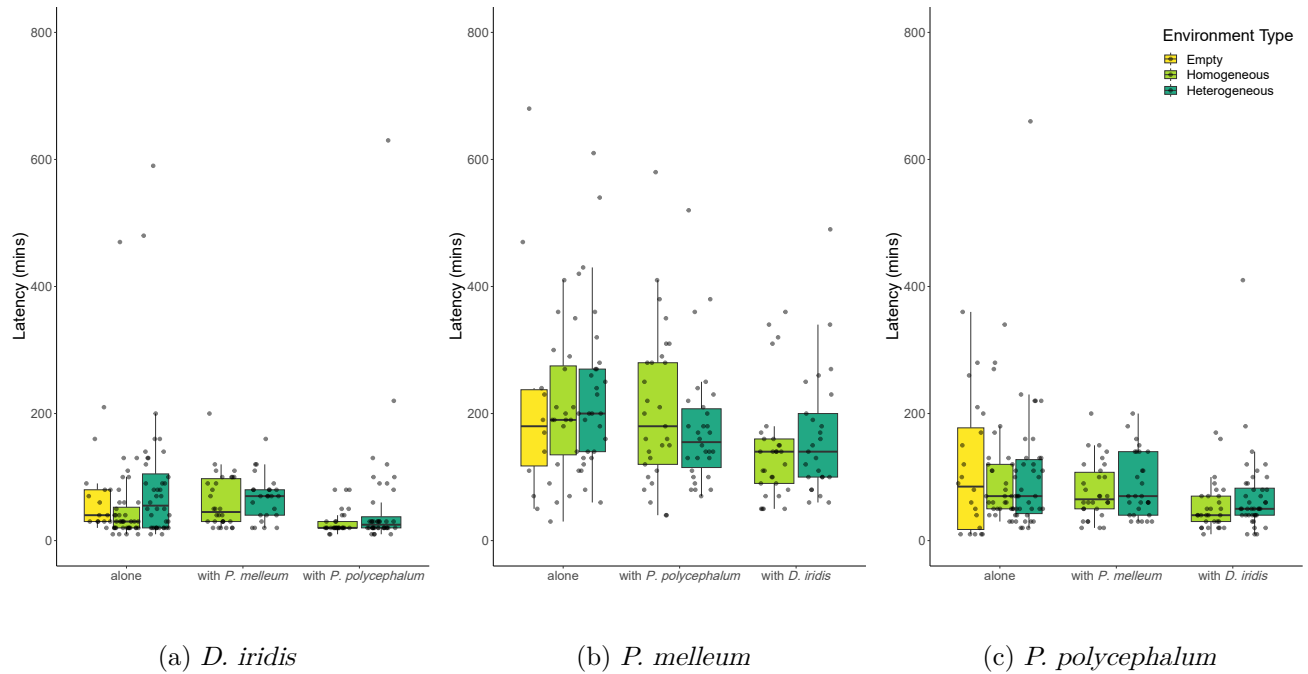 Latency (mins)
800
600
400
200
0
alone
with P. melleum
with P. polycephalum
(a) D. iridis
Latency (mins)
800
600
400
200
0
alone
with P. polycephalum
with D. iridis
(b) P. melleum
Latency (mins)
800
600
400
200
0
alone
with P. melleum
with D. iridis
Environment Type
Empty
Homogeneous
Heterogeneous
(c) P. polycephalum